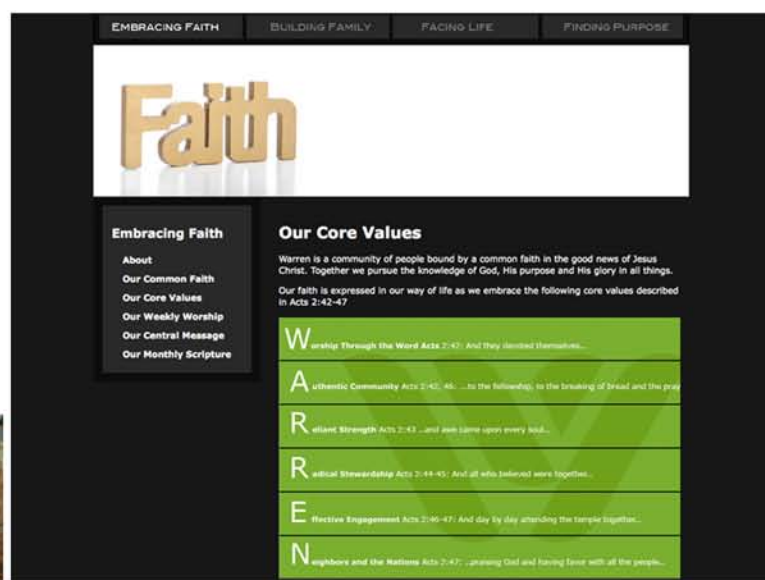 EMBRACING FAITH BUILDING FAMILY FACING LIFE FINDING PURPOSE
Faith
Embracing Faith
About
Our Common Faith
Our Core Values
Our Weekly Worship
Our Central Message
Our Monthly Scripture
Our Core Values
Warren is a community of people bound by a common faith in the good news of Jesus
Christ. Together we pursue the knowledge of God, His purpose and His glory in all things.
Our faith is expressed in our way of life as we embrace the following core values described
in Acts 2:42-47
Worship Through the Word Acts 2:42: And they devoted themselves...
Authentic Community Acts 2:42, 46: ...to the fellowship, to the breaking of bread and the pray
Reliant Strength Acts 2:43 ...and awe came upon every soul...
Radical Stewardship Acts 2:44-45: And all who believed were together...
Effective Engagement Acts 2:46-47: And day by day attending the temple together...
Neighbors and the Nations Acts 2:47: ...praising God and having favor with all the people...